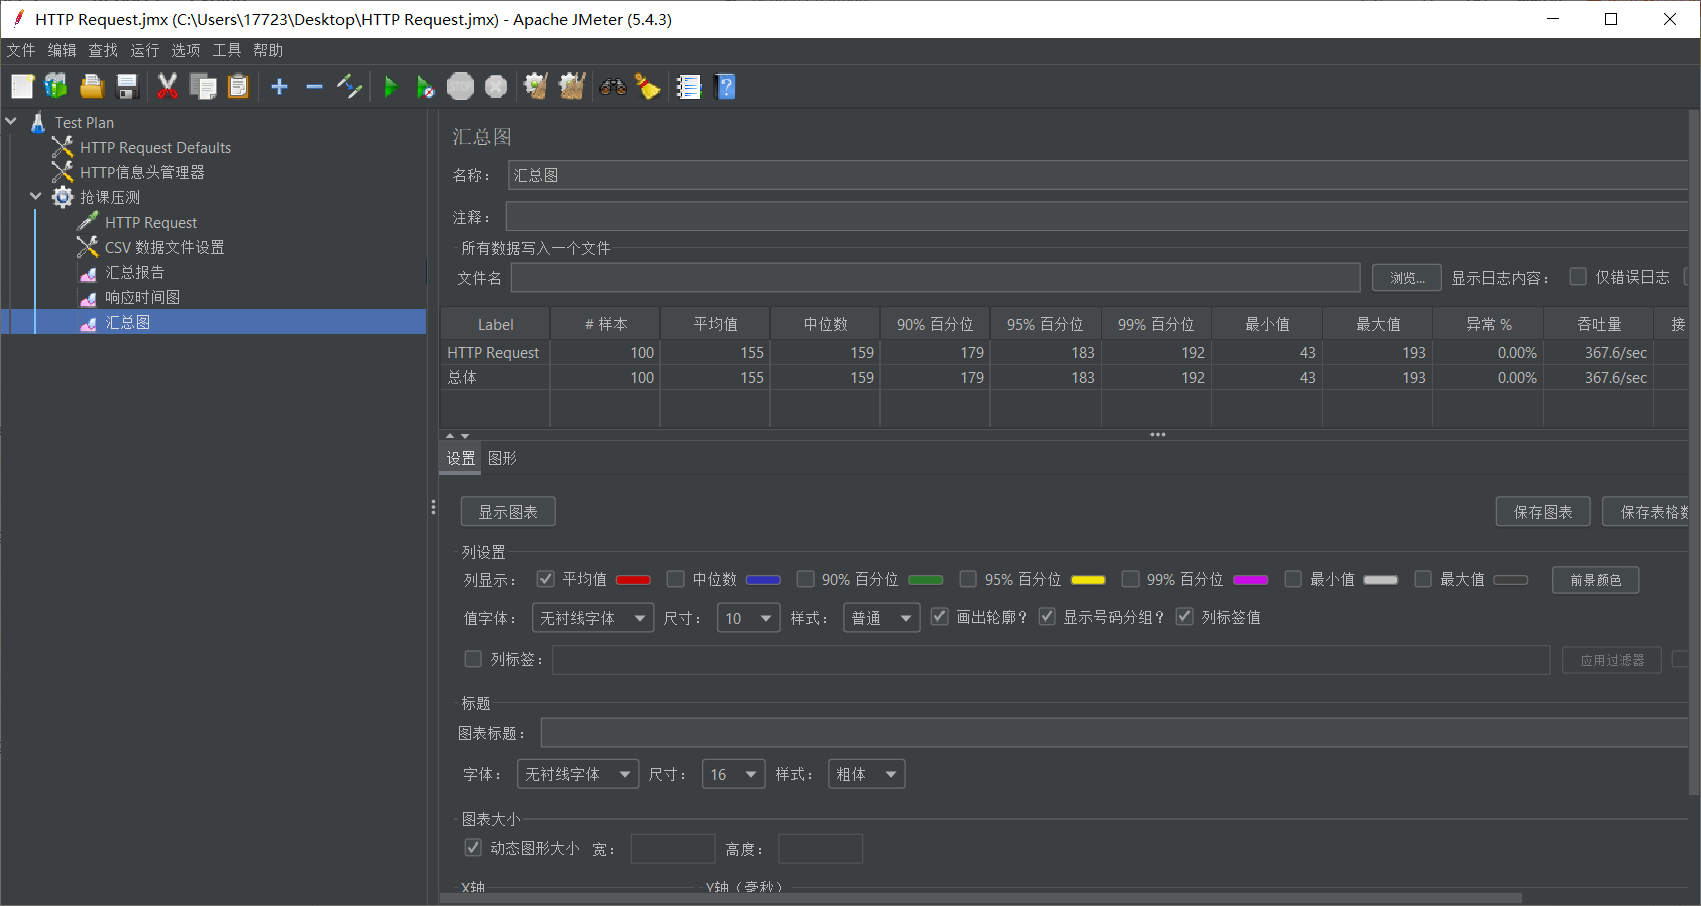 HTTP Request.jmx (C:\Users\17723\Desktop\HTTP Request.jmx) - Apache JMeter (5.4.3)
文件 编辑 查找 运行 选项 工具 帮助
STOP
Test Plan
HTTP Request Defaults
HTTP信息头管理器
抢课压测
HTTP Request
CSV 数据文件设置
汇总报告
响应时间图
汇总图
汇总图
名称： 汇总图
注释：
所有数据写入一个文件
文件名 浏览... 显示日志内容： 仅错误日志
Label # 样本 平均值 中位数 90% 百分位 95% 百分位 99% 百分位 最小值 最大值 异常 % 吞吐量 接
HTTP Request 100 155 159 179 183 192 43 193 0.00% 367.6/sec
总体 100 155 159 179 183 192 43 193 0.00% 367.6/sec
设置 图形
显示图表 保存图表 保存表格数
列设置
列显示： 平均值 中位数 90% 百分位 95% 百分位 99% 百分位 最小值 最大值 前景颜色
值字体： 无衬线字体 尺寸： 10 样式： 普通 画出轮廓？ 显示号码分组？ 列标签值
列标签： 应用过滤器
标题
图表标题：
字体： 无衬线字体 尺寸： 16 样式： 粗体
图表大小
动态图形大小 宽： 高度：
X轴 Y轴（毫秒）